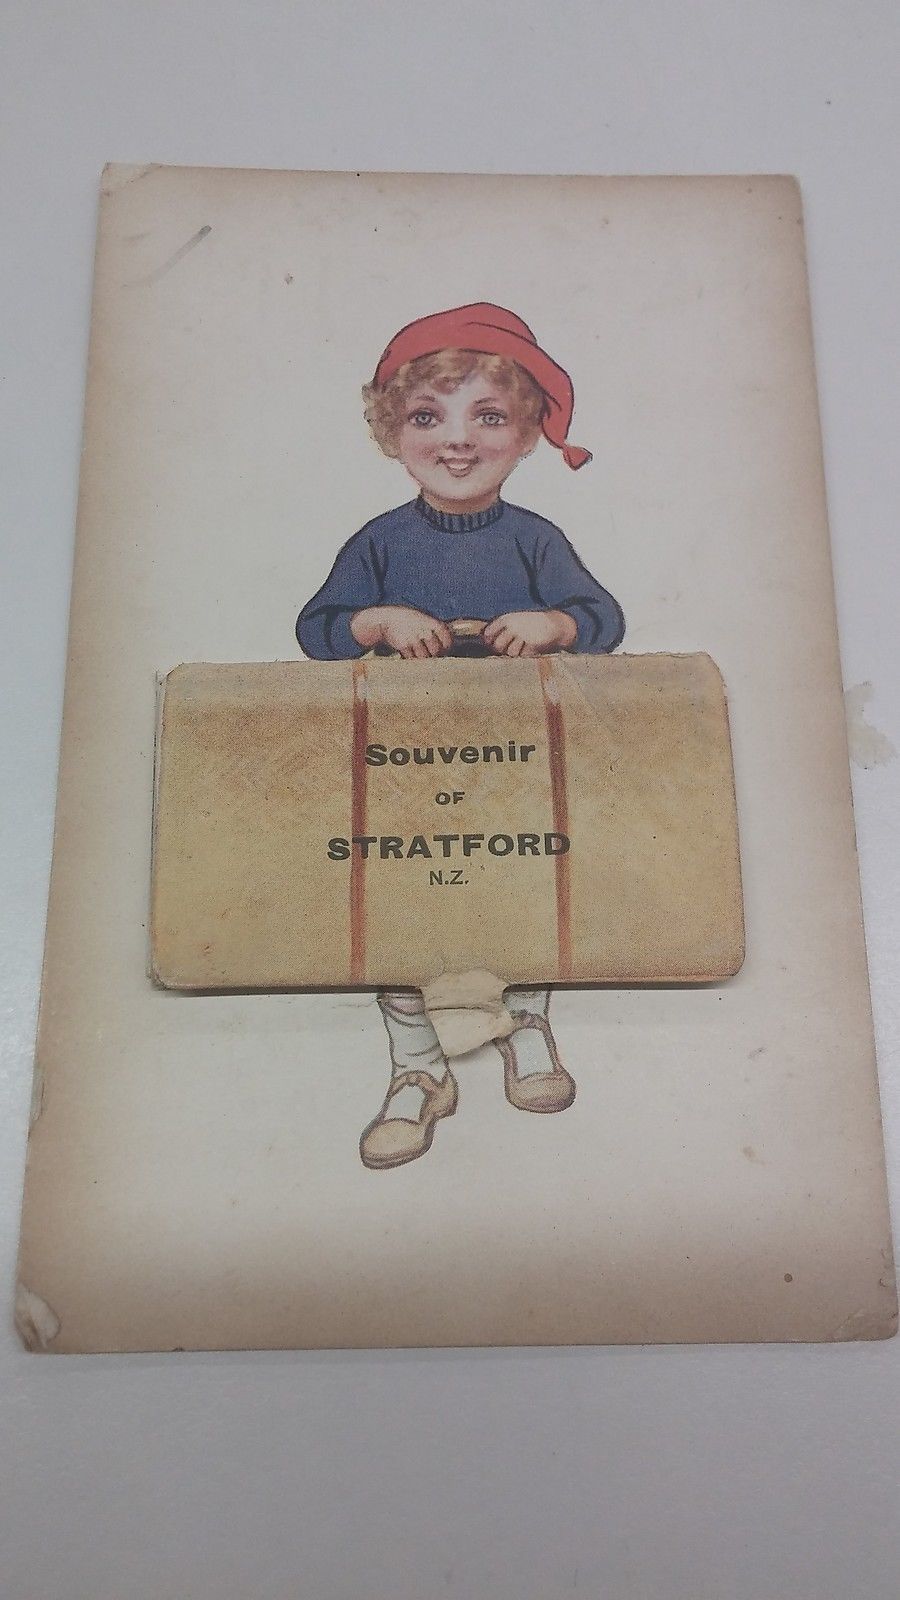 Souvenir
OF
STRATFORD
N.Z.